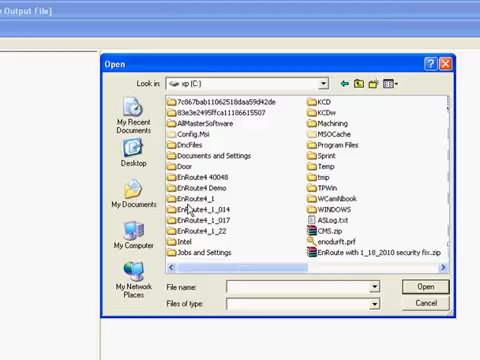 Output File]
Open
Look in:
xp (C:)
My Recent
Documents
Desktop
My Documents
My Computer
My Network
Places
7c867bab11062518daa59d42de
83e3e2495ffca11186615507
AllMasterSoftware
Config.Msi
DncFiles
Documents and Settings
Door
EnRoute4 40048
EnRoute4 Demo
EnRoute4_1
EnRoute4_1_014
EnRoute4_1_017
EnRoute4_1_22
Intel
Jobs and Settings
KCD
KCDw
Machining
MSOCache
Program Files
Sprint
Temp
tmp
TPWin
WCamNbook
WINDOWS
ASLog.txt
CMS.zip
enodurft.prf
EnRoute with 1_18_2010 security fix.zip
File name:
Open
Files of type:
Cancel